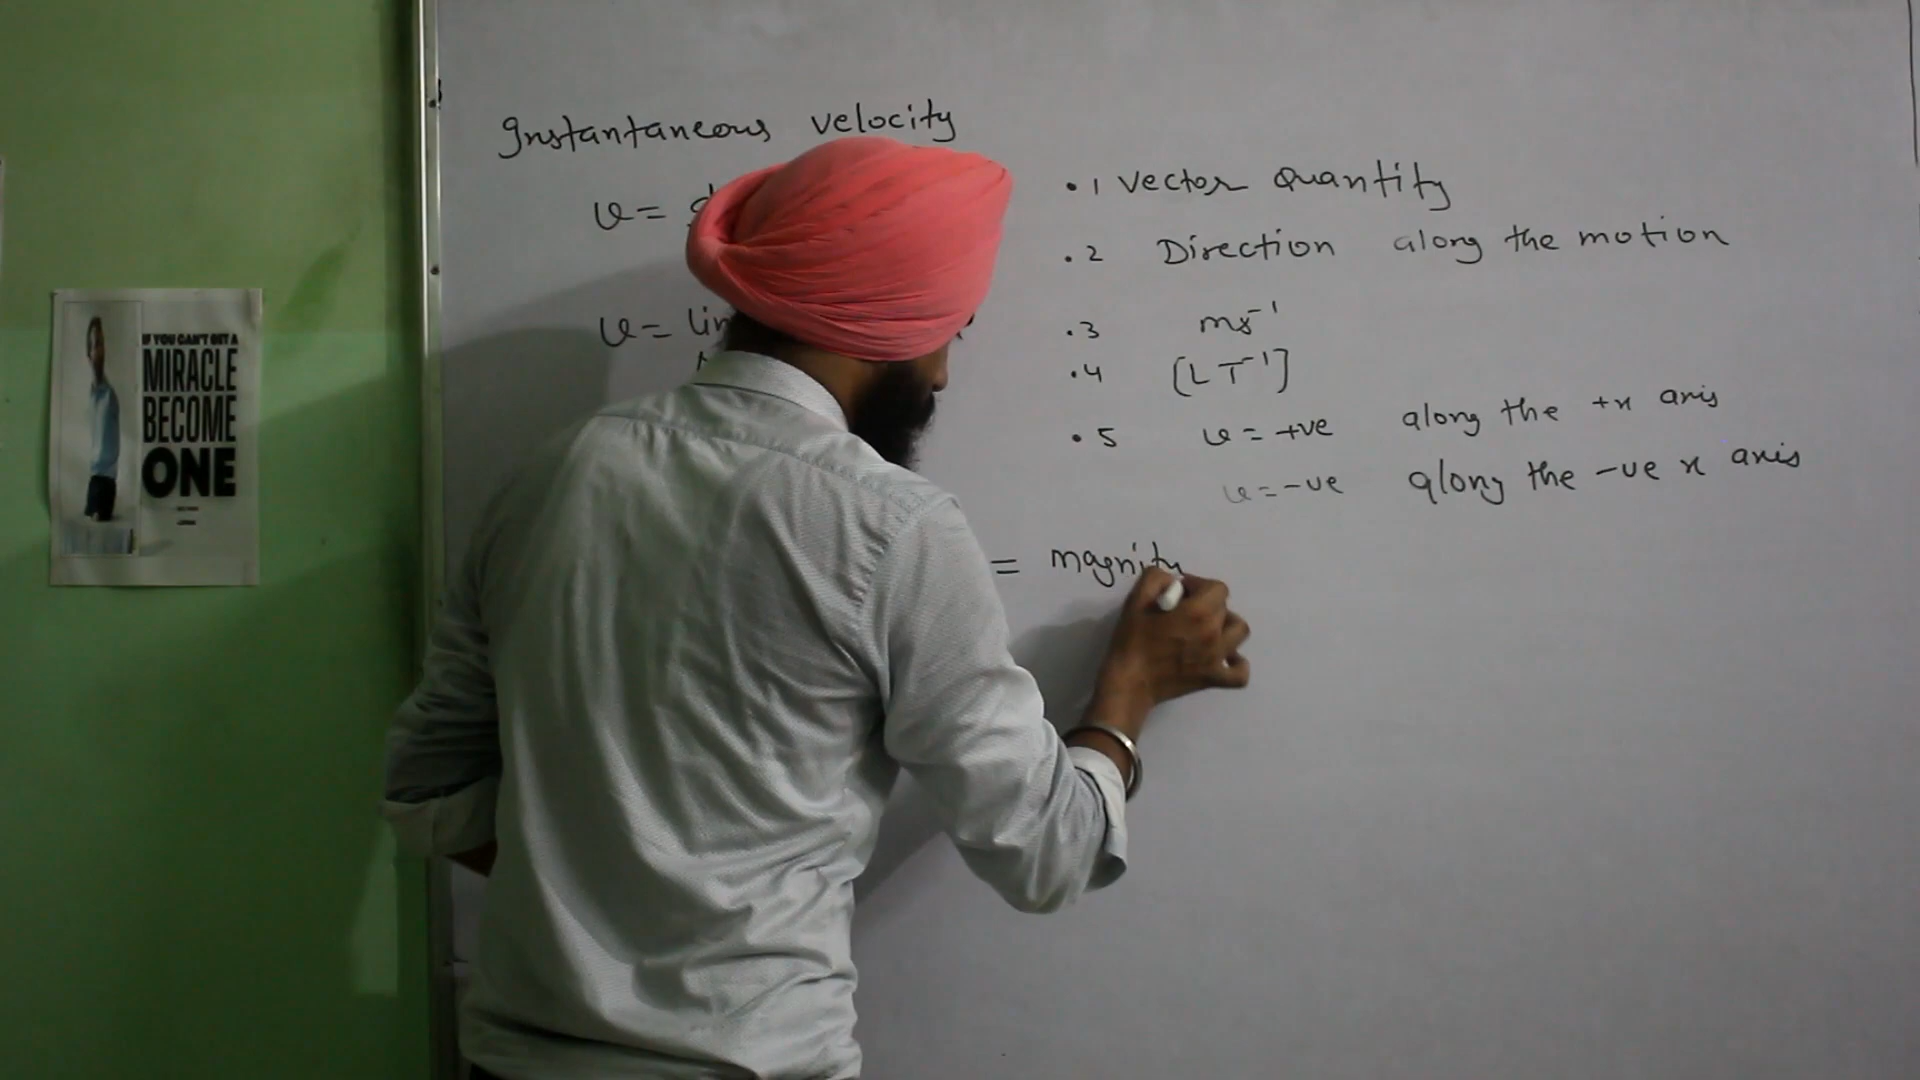 Instantaneous velocity
v =
v = lim
• 1 vector Quantity
. 2 Direction along the motion
. 3 ms⁻¹
. 4 [L T⁻¹]
• 5 v = +ve along the +x axis
v = -ve along the -ve x axis
= magnitu
IF YOU CAN'T GET A
MIRACLE
BECOME
ONE